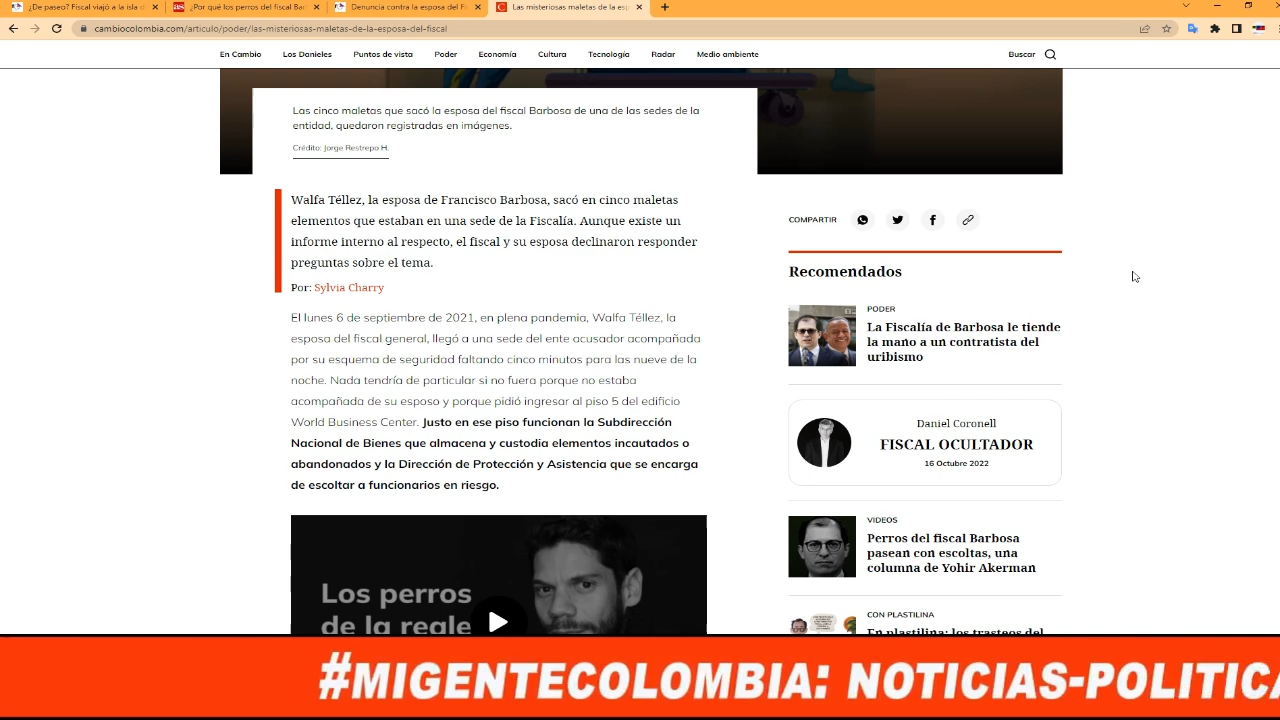 ¿De paseo? Fiscal viajó a la isla d
¿Por qué los perros del fiscal Bar
Denuncia contra la esposa del F
Las misteriosas maletas de la esp
cambiocolombia.com/articulo/poder/las-misteriosas-maletas-de-la-esposa-del-fiscal
En Cambio Los Danieles Puntos de vista Poder Economía Cultura Tecnología Radar Medio ambiente Buscar
Las cinco maletas que sacó la esposa del fiscal Barbosa de una de las sedes de la
entidad, quedaron registradas en imágenes.
Crédito: Jorge Restrepo H.
Walfa Téllez, la esposa de Francisco Barbosa, sacó en cinco maletas
elementos que estaban en una sede de la Fiscalía. Aunque existe un
informe interno al respecto, el fiscal y su esposa declinaron responder
preguntas sobre el tema.
Por: Sylvia Charry
El lunes 6 de septiembre de 2021, en plena pandemia, Walfa Téllez, la
esposa del fiscal general, llegó a una sede del ente acusador acompañada
por su esquema de seguridad faltando cinco minutos para las nueve de la
noche. Nada tendría de particular si no fuera porque no estaba
acompañada de su esposo y porque pidió ingresar al piso 5 del edificio
World Business Center. Justo en ese piso funcionan la Subdirección
Nacional de Bienes que almacena y custodia elementos incautados o
abandonados y la Dirección de Protección y Asistencia que se encarga
de escoltar a funcionarios en riesgo.
Los perros
de la regle
COMPARTIR
Recomendados
PODER
La Fiscalía de Barbosa le tiende
la mano a un contratista del
uribismo
Daniel Coronell
FISCAL OCULTADOR
16 Octubre 2022
VIDEOS
Perros del fiscal Barbosa
pasean con escoltas, una
columna de Yohir Akerman
CON PLASTILINA
En plastilina: los trasteos del
#MIGENTECOLOMBIA: NOTICIAS-POLITICA